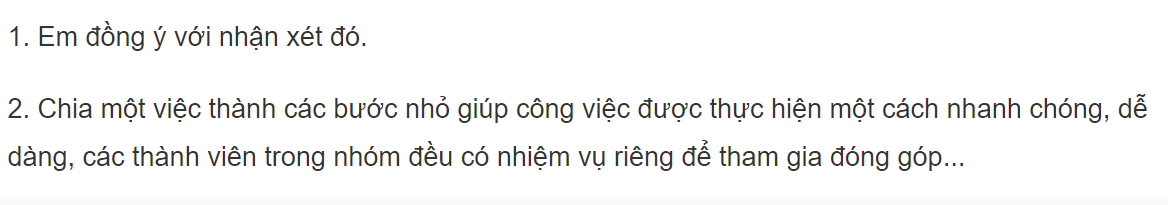 1. Em đồng ý với nhận xét đó.
2. Chia một việc thành các bước nhỏ giúp công việc được thực hiện một cách nhanh chóng, dễ
dàng, các thành viên trong nhóm đều có nhiệm vụ riêng để tham gia đóng góp...